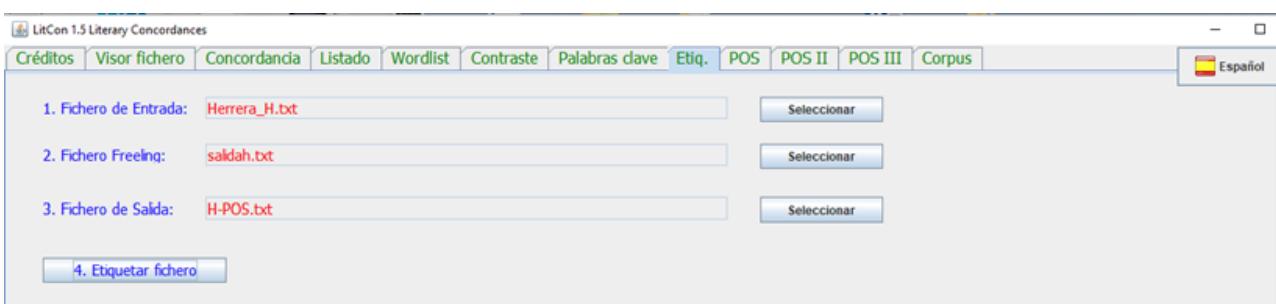 LitCon 1.5 Literary Concordances
Créditos Visor fichero Concordancia Listado Wordlist Contraste Palabras clave Etiq. POS POS II POS III Corpus
Español
1. Fichero de Entrada: Herrera_H.txt Seleccionar
2. Fichero Freeling: salidah.txt Seleccionar
3. Fichero de Salida: H-POS.txt Seleccionar
4. Etiquetar fichero